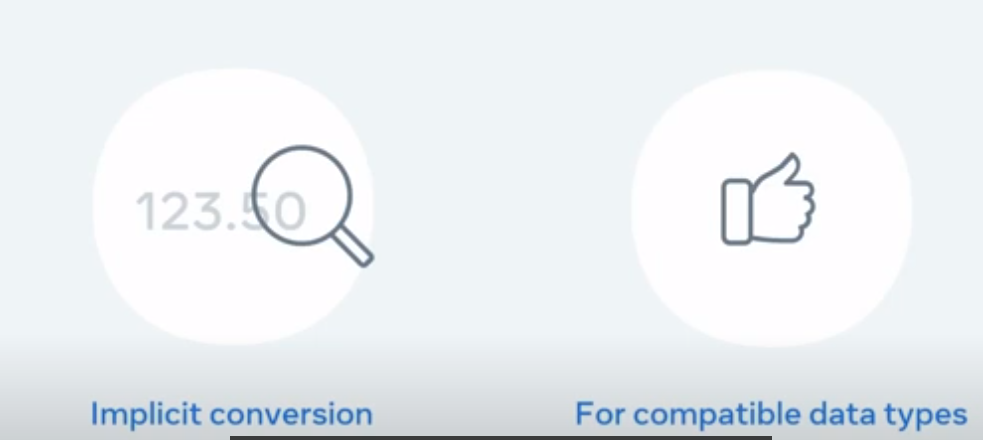 123.50
Implicit conversion
For compatible data types